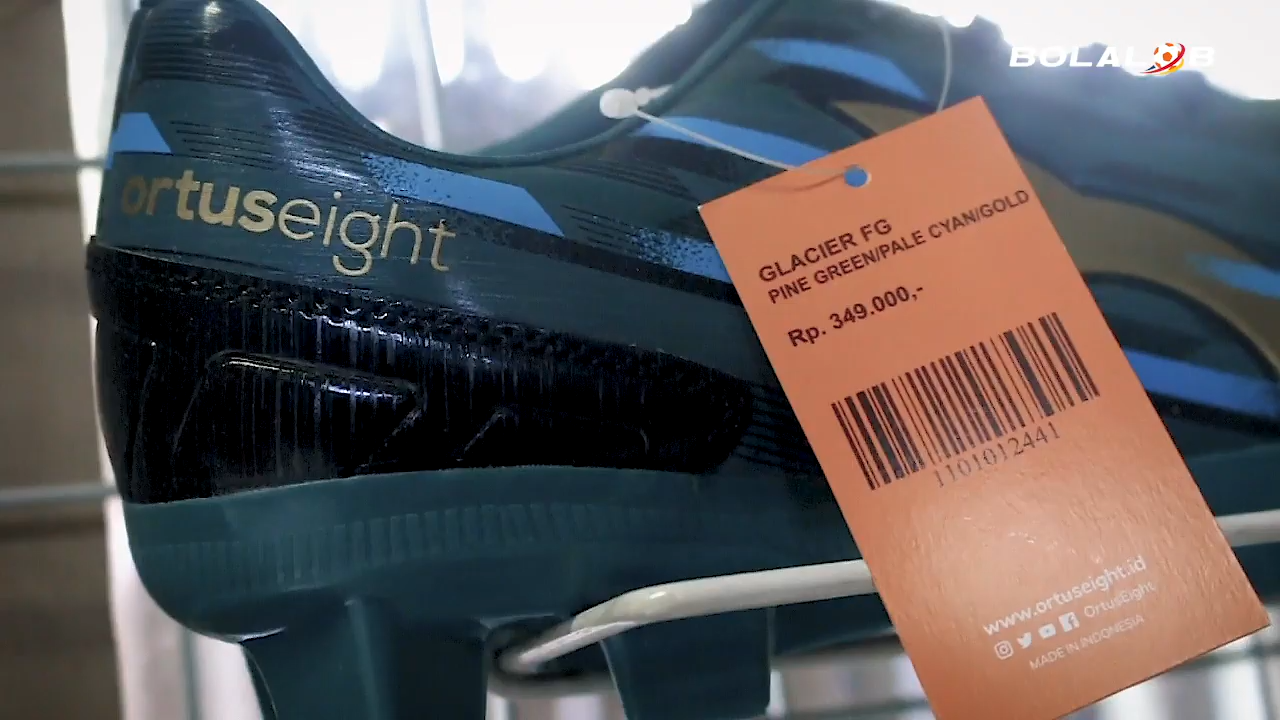 BOLALOB
ortuseight
GLACIER FG
PINE GREEN/PALE CYAN/GOLD
Rp. 349.000,-
1101012441
www.ortuseight.id
OrtusEight
MADE IN INDONESIA